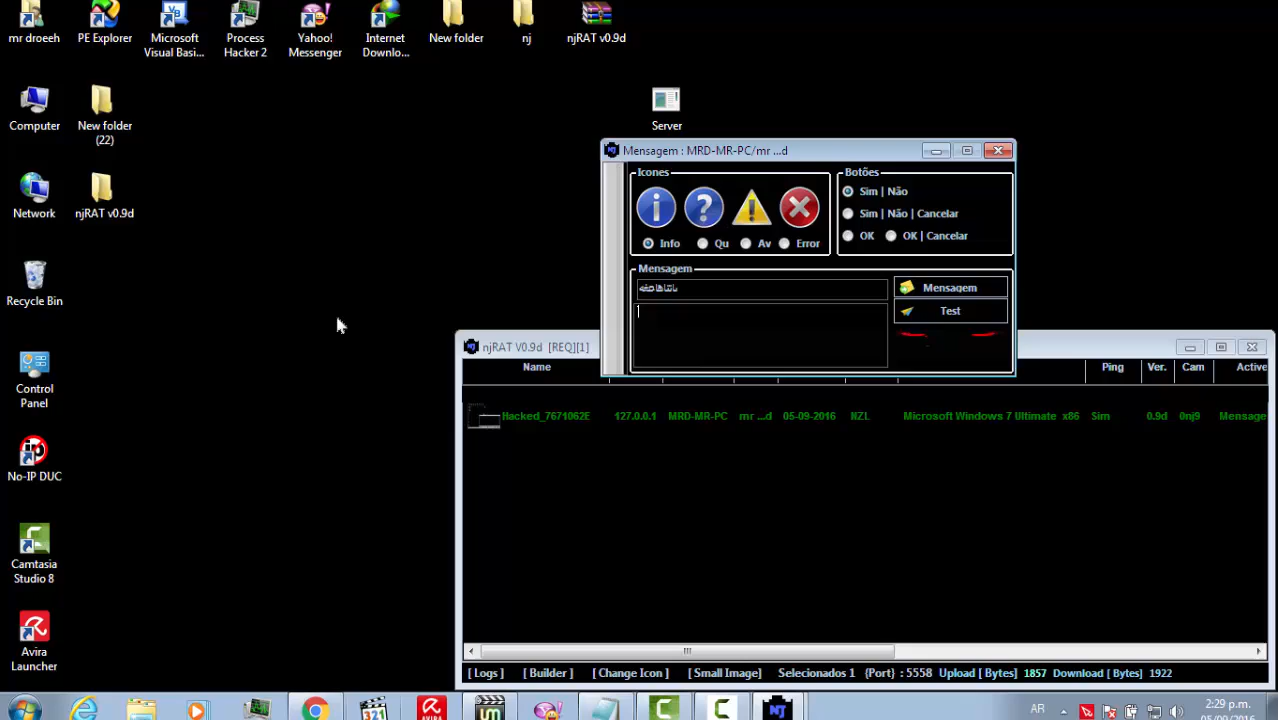 mr droeeh
PE Explorer
Microsoft
Visual Basi...
Process
Hacker 2
Yahoo!
Messenger
Internet
Downlo...
New folder
nj
njRAT v0.9d
Computer
New folder
(22)
Server
Network
njRAT v0.9d
Recycle Bin
Control
Panel
No-IP DUC
Camtasia
Studio 8
Avira
Launcher
Mensagem : MRD-MR-PC/mr ...d
Icones
Info
Qu
Av
Error
Botões
Sim | Não
Sim | Não | Cancelar
OK
OK | Cancelar
Mensagem
Mensagem
Test
njRAT V0.9d [REQ][1]
Name
Ping
Ver.
Cam
Active
Hacked_7671062E 127.0.0.1 MRD-MR-PC mr ...d 05-09-2016 NZL Microsoft Windows 7 Ultimate x86 Sim 0.9d 0nj9 Mensage
[ Logs ] [ Builder ] [ Change Icon ] [ Small Image] Selecionados 1 {Port} : 5558 Upload [ Bytes] 1857 Download [ Bytes] 1922
AR
2:29 p.m.
05/09/2016